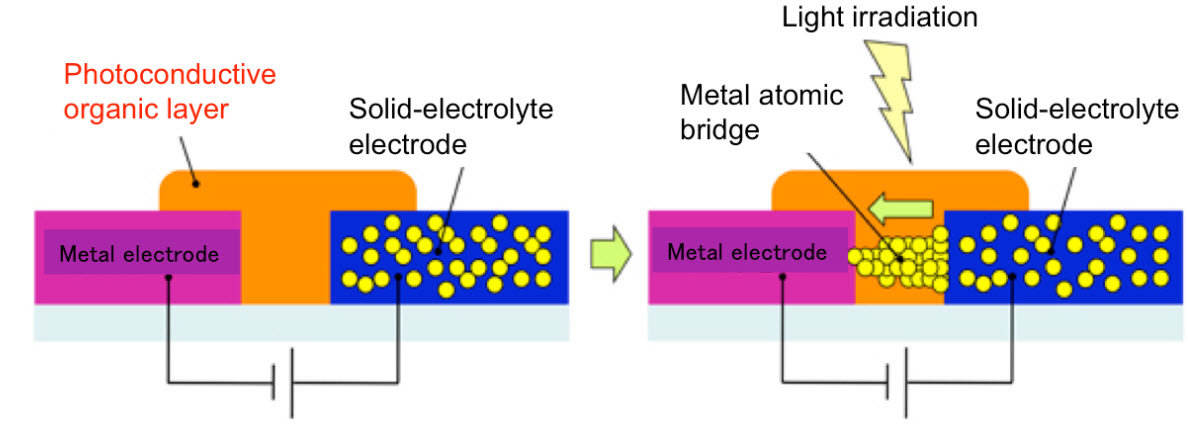 Photoconductive
organic layer
Solid-electrolyte
electrode
Metal electrode
Light irradiation
Metal atomic
bridge
Solid-electrolyte
electrode
Metal electrode